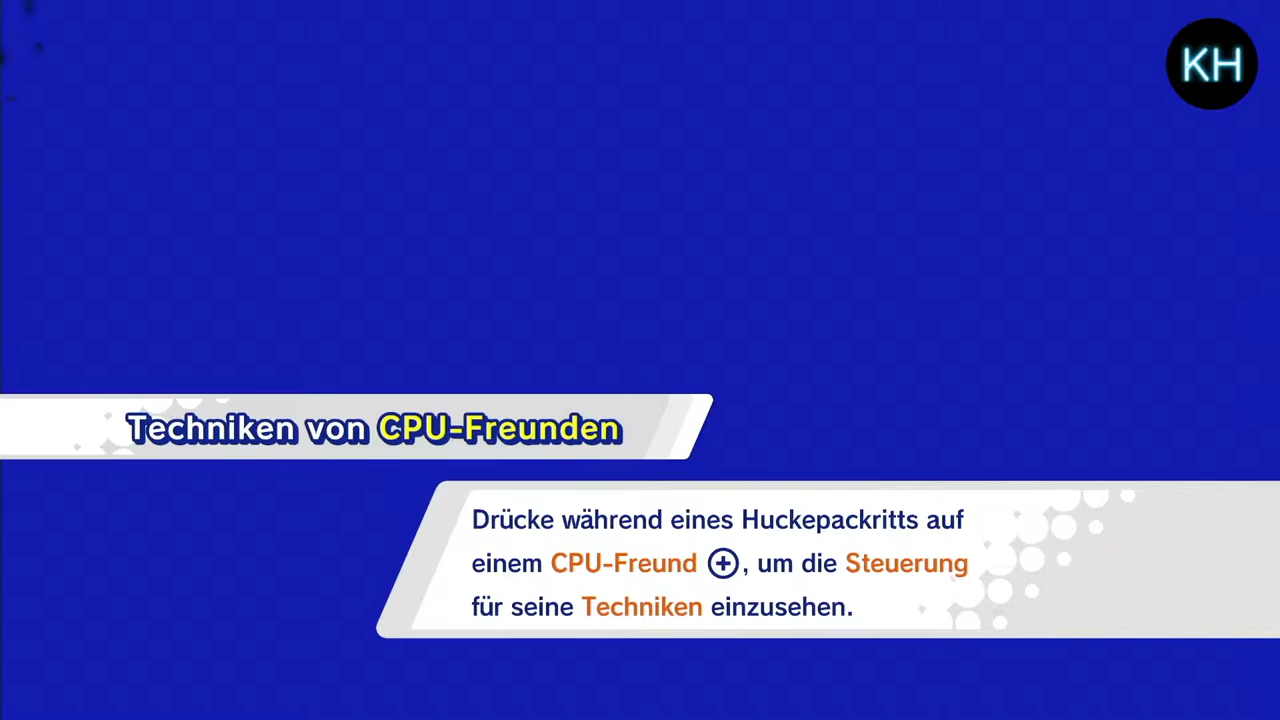 KH
Techniken von CPU-Freunden
Drücke während eines Huckepackritts auf
einem CPU-Freund ⊕, um die Steuerung
für seine Techniken einzusehen.